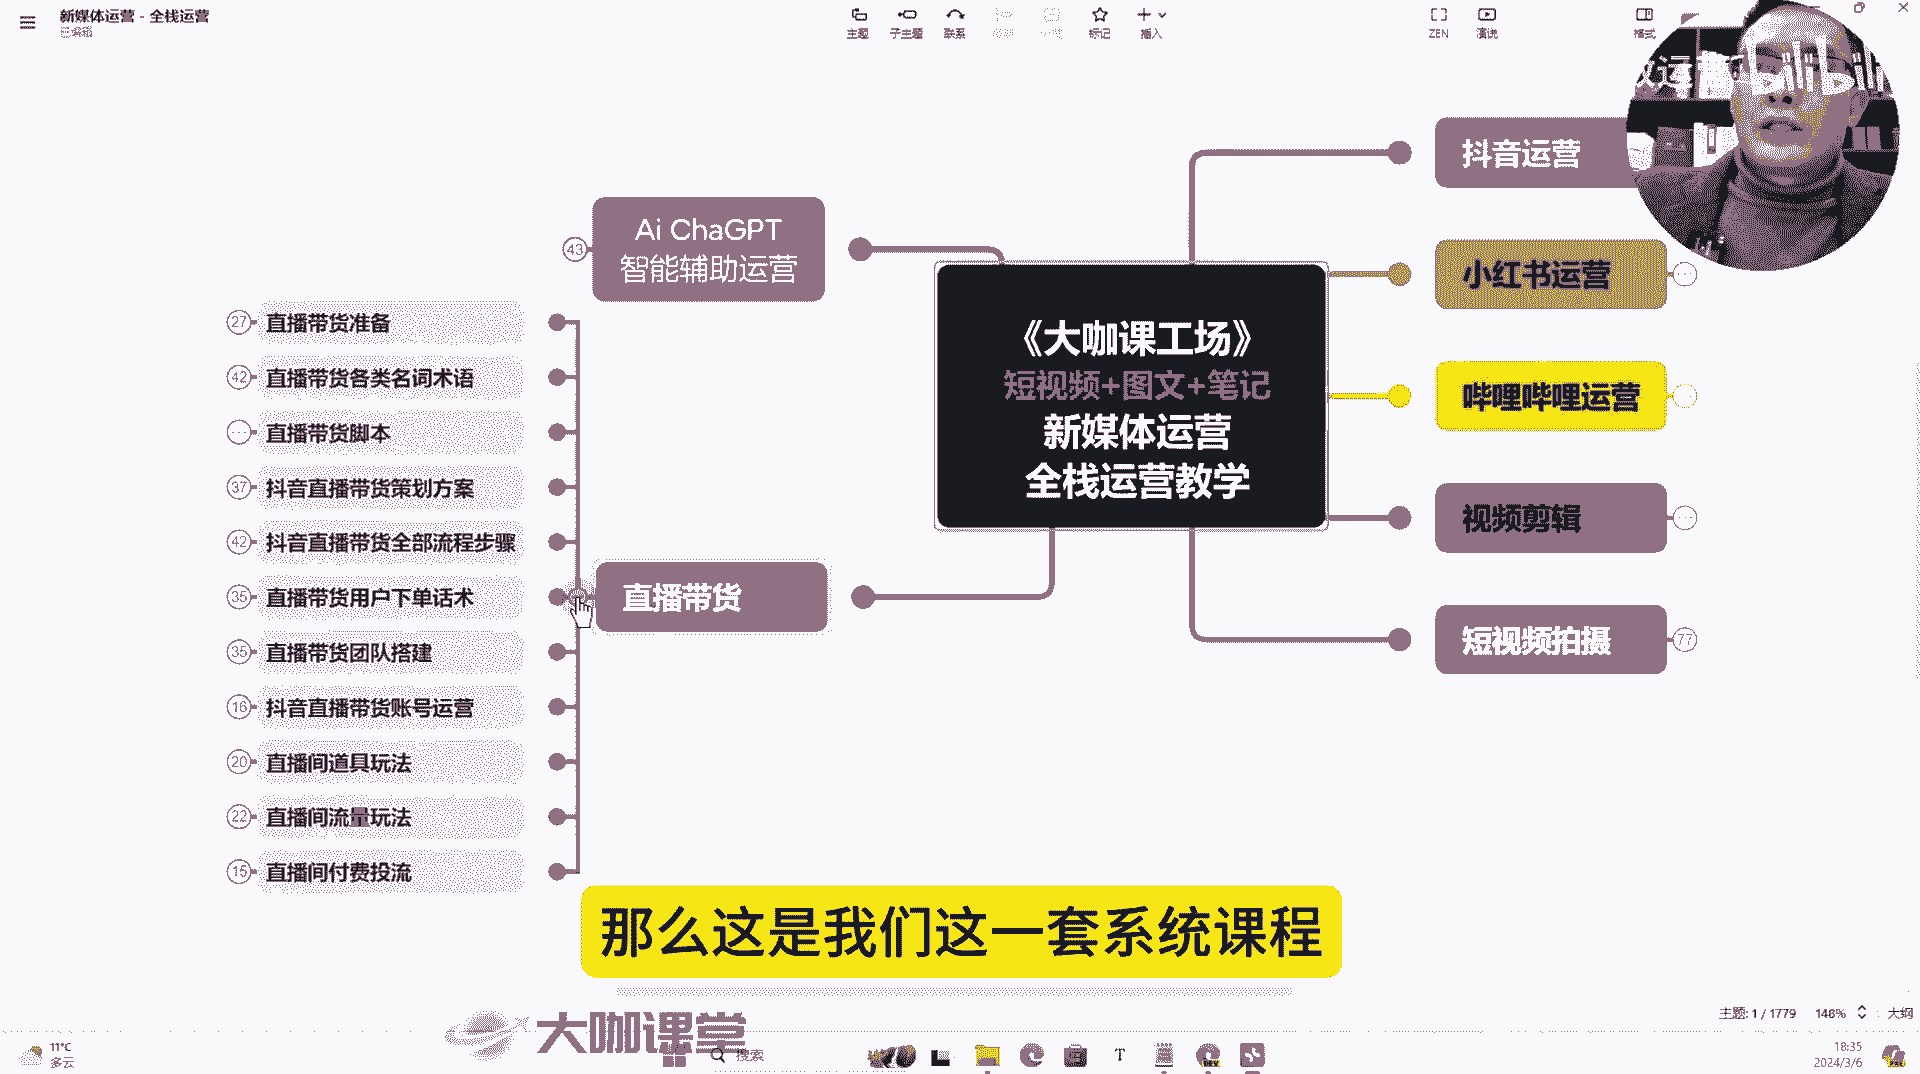 新媒体运营 - 全栈运营
已编辑
主题
子主题
联系
标记
插入
ZEN
演说
格式
bilibili
抖音运营
小红书运营
哔哩哔哩运营
视频剪辑
短视频拍摄
77
Ai ChaGPT
智能辅助运营
43
《大咖课工场》
短视频+图文+笔记
新媒体运营
全栈运营教学
直播带货
27
直播带货准备
42
直播带货各类名词术语
直播带货脚本
37
抖音直播带货策划方案
42
抖音直播带货全部流程步骤
35
直播带货用户下单话术
35
直播带货团队搭建
16
抖音直播带货账号运营
20
直播间道具玩法
22
直播间流量玩法
15
直播间付费投流
那么这是我们这一套系统课程
大咖课堂
主题: 1 / 1779
148%
大纲
11°C
多云
搜索
18:35
2024/3/6